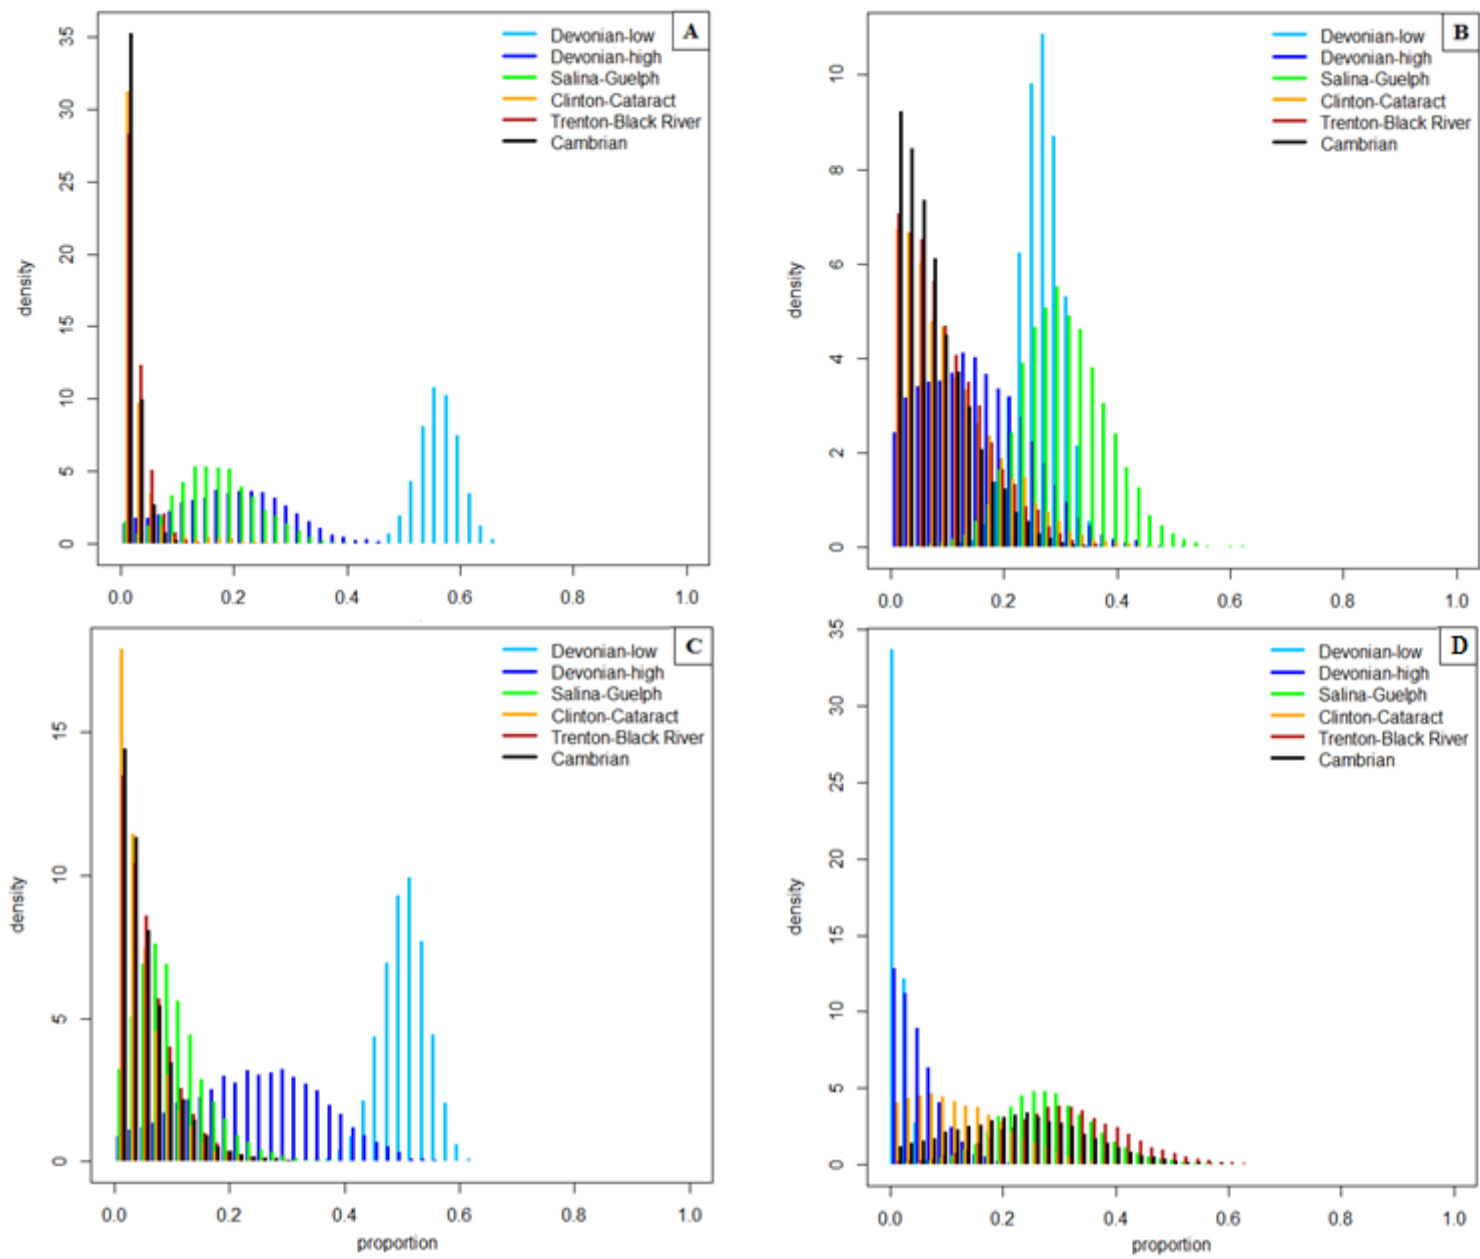 A
Devonian-low
Devonian-high
Salina-Guelph
Clinton-Cataract
Trenton-Black River
Cambrian
density
0 5 10 15 20 25 30 35
0.0 0.2 0.4 0.6 0.8 1.0
B
Devonian-low
Devonian-high
Salina-Guelph
Clinton-Cataract
Trenton-Black River
Cambrian
density
0 2 4 6 8 10
0.0 0.2 0.4 0.6 0.8 1.0
C
Devonian-low
Devonian-high
Salina-Guelph
Clinton-Cataract
Trenton-Black River
Cambrian
density
0 5 10 15
0.0 0.2 0.4 0.6 0.8 1.0
proportion
D
Devonian-low
Devonian-high
Salina-Guelph
Clinton-Cataract
Trenton-Black River
Cambrian
density
0 5 10 15 20 25 30 35
0.0 0.2 0.4 0.6 0.8 1.0
proportion